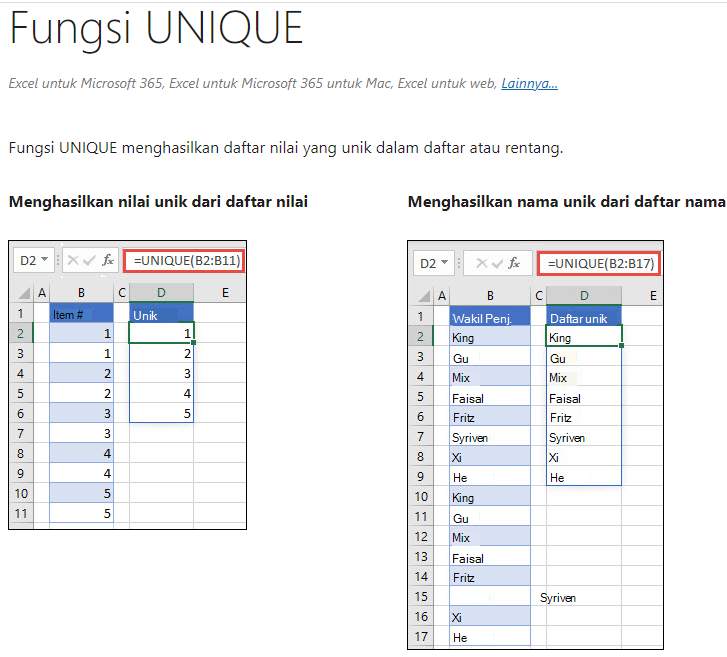 Fungsi UNIQUE
Excel untuk Microsoft 365, Excel untuk Microsoft 365 untuk Mac, Excel untuk web, Lainnya...
Fungsi UNIQUE menghasilkan daftar nilai yang unik dalam daftar atau rentang.
Menghasilkan nilai unik dari daftar nilai
D2 fx =UNIQUE(B2:B11)
A B C D E
1 Item # Unik
2 1 1
3 1 2
4 2 3
5 2 4
6 3 5
7 3
8 4
9 4
10 5
11 5
Menghasilkan nama unik dari daftar nama
D2 fx =UNIQUE(B2:B17)
A B C D E
1 Wakil Penj. Daftar unik
2 King King
3 Gu Gu
4 Mix Mix
5 Faisal Faisal
6 Fritz Fritz
7 Syriven Syriven
8 Xi Xi
9 He He
10 King
11 Gu
12 Mix
13 Faisal
14 Fritz
15 Syriven
16 Xi
17 He